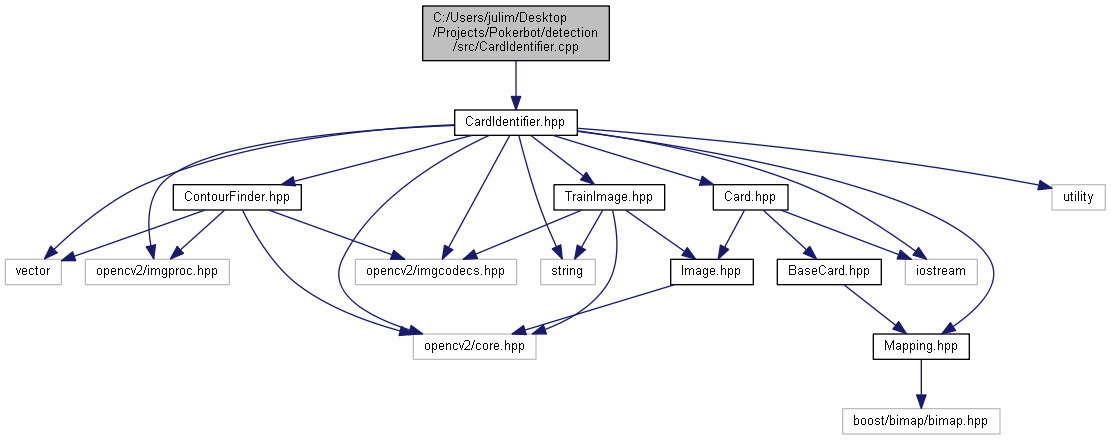 C:/Users/julim/Desktop
/Projects/Pokerbot/detection
/src/CardIdentifier.cpp
CardIdentifier.hpp
ContourFinder.hpp
TrainImage.hpp
Card.hpp
utility
vector
opencv2/imgproc.hpp
opencv2/imgcodecs.hpp
string
Image.hpp
BaseCard.hpp
iostream
opencv2/core.hpp
Mapping.hpp
boost/bimap/bimap.hpp